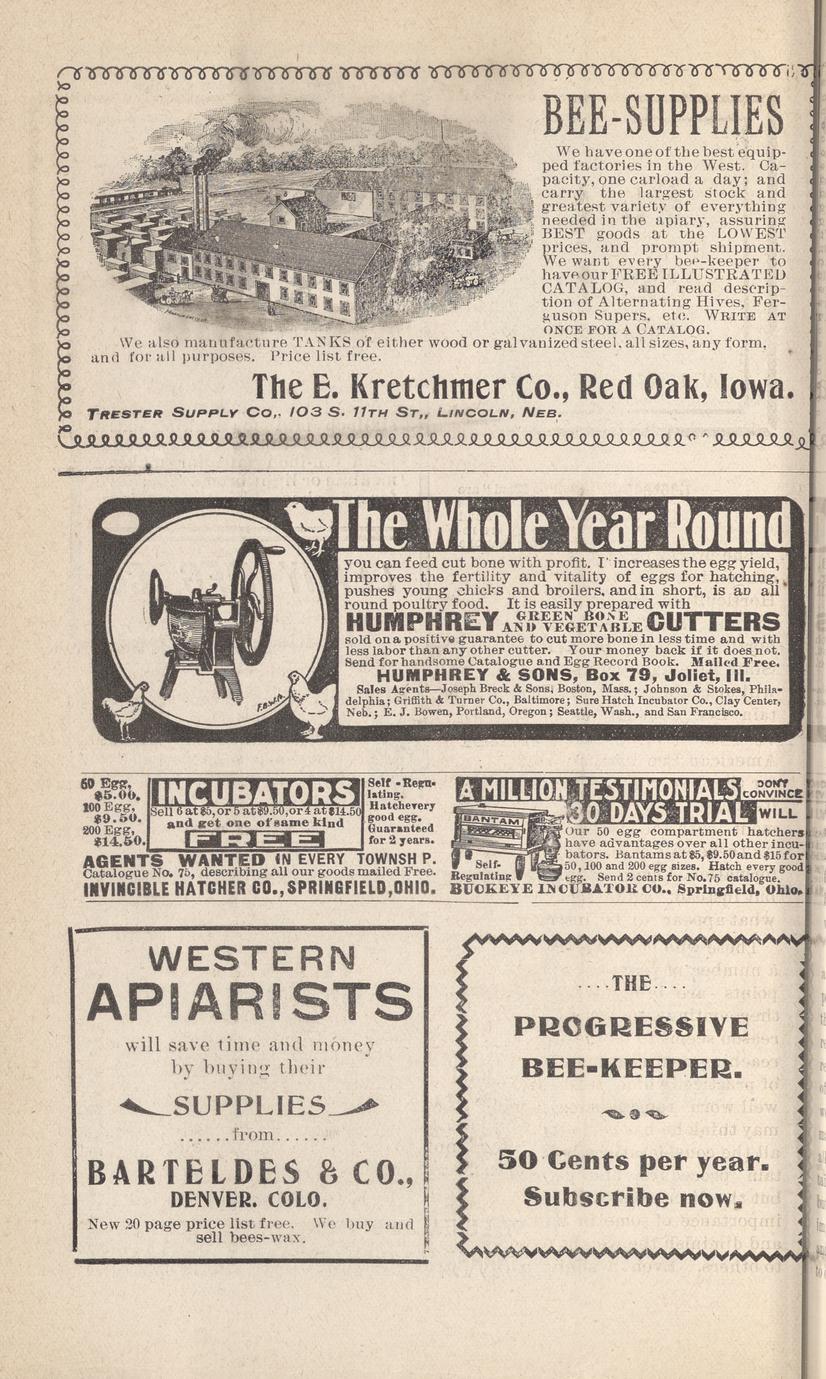 BEE-SUPPLIES
We have one of the best equip-
ped factories in the West. Ca-
pacity, one carload a day; and
carry the largest stock and
greatest variety of everything
needed in the apiary, assuring
BEST goods at the LOWEST
prices, and prompt shipment.
We want every bee-keeper to
have our FREE ILLUSTRATED
CATALOG, and read descrip-
tion of Alternating Hives, Fer-
guson Supers, etc. WRITE AT
ONCE FOR A CATALOG.
We also manufacture TANKS of either wood or galvanized steel, all sizes, any form,
and for all purposes. Price list free.
The E. Kretchmer Co., Red Oak, Iowa.
TRESTER SUPPLY CO., 103 S. 11TH ST,, LINCOLN, NEB.
The Whole Year Round
you can feed cut bone with profit. I' increases the egg yield,
improves the fertility and vitality of eggs for hatching,
pushes young chicks and broilers, and in short, is an all
round poultry food. It is easily prepared with
HUMPHREY GREEN BONE AND VEGETABLE CUTTERS
sold on a positive guarantee to cut more bone in less time and with
less labor than any other cutter. Your money back if it does not.
Send for handsome Catalogue and Egg Record Book. Mailed Free.
HUMPHREY & SONS, Box 79, Joliet, Ill.
Sales Agents—Joseph Breck & Sons, Boston, Mass.; Johnson & Stokes, Phila-
delphia; Griffith & Turner Co., Baltimore; Sure Hatch Incubator Co., Clay Center,
Neb.; E. J. Bowen, Portland, Oregon; Seattle, Wash., and San Francisco.
50 Egg,
$5.00.
100 Egg,
$9.50.
200 Egg,
$14.50.
INCUBATORS
Sell 6 at $5, or 5 at $9.50, or 4 at $14.50
and get one of same kind
FREE
Self-Regu-
lating.
Hatchevery
good egg.
Guaranteed
for 2 years.
AGENTS WANTED IN EVERY TOWNSHIP.
Catalogue No. 75, describing all our goods mailed Free.
INVINCIBLE HATCHER CO., SPRINGFIELD, OHIO.
A MILLION TESTIMONIALS DON'T CONVINCE
30 DAYS TRIAL WILL
BANTAM
Self-
Regulating
Our 50 egg compartment hatchers
have advantages over all other incu-
bators. Bantams at $5, $9.50 and $15 for
50, 100 and 200 egg sizes. Hatch every good
egg. Send 2 cents for No. 75 catalogue.
BUCKEYE INCUBATOR CO., Springfield, Ohio.
WESTERN
APIARISTS
will save time and money
by buying their
SUPPLIES
......from......
BARTELDES & CO.,
DENVER. COLO.
New 20 page price list free. We buy and
sell bees-wax.
....THE....
PROGRESSIVE
BEE-KEEPER.
50 Cents per year.
Subscribe now.